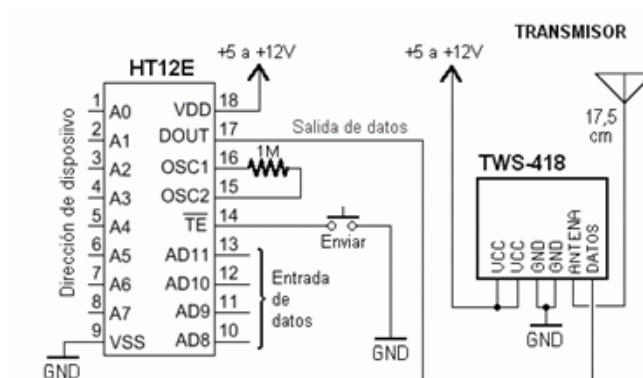 TRANSMISOR
+5 a +12V
+5 a +12V
HT12E
1 A0 VDD 18
2 A1 DOUT 17 Salida de datos
3 A2 OSC1 16 1M
4 A3 OSC2 15
5 A4 TE 14 Enviar
6 A5 AD11 13
7 A6 AD10 12
8 A7 AD9 11
9 VSS AD8 10
Dirección de disposiivo
Entrada
de
datos
GND
GND
17,5
cm
TWS-418
VCC
VCC
GND
GND
ANTENA
DATOS
GND